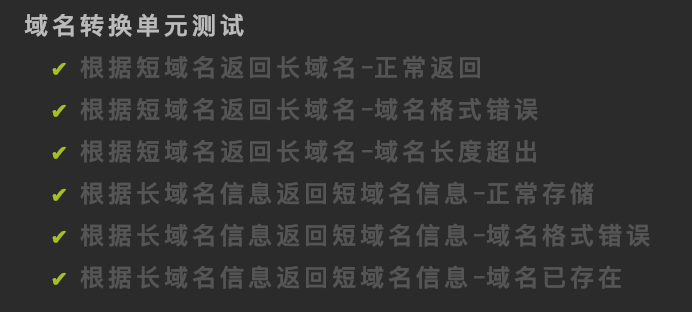 域名转换单元测试
✔ 根据短域名返回长域名-正常返回
✔ 根据短域名返回长域名-域名格式错误
✔ 根据短域名返回长域名-域名长度超出
✔ 根据长域名信息返回短域名信息-正常存储
✔ 根据长域名信息返回短域名信息-域名格式错误
✔ 根据长域名信息返回短域名信息-域名已存在